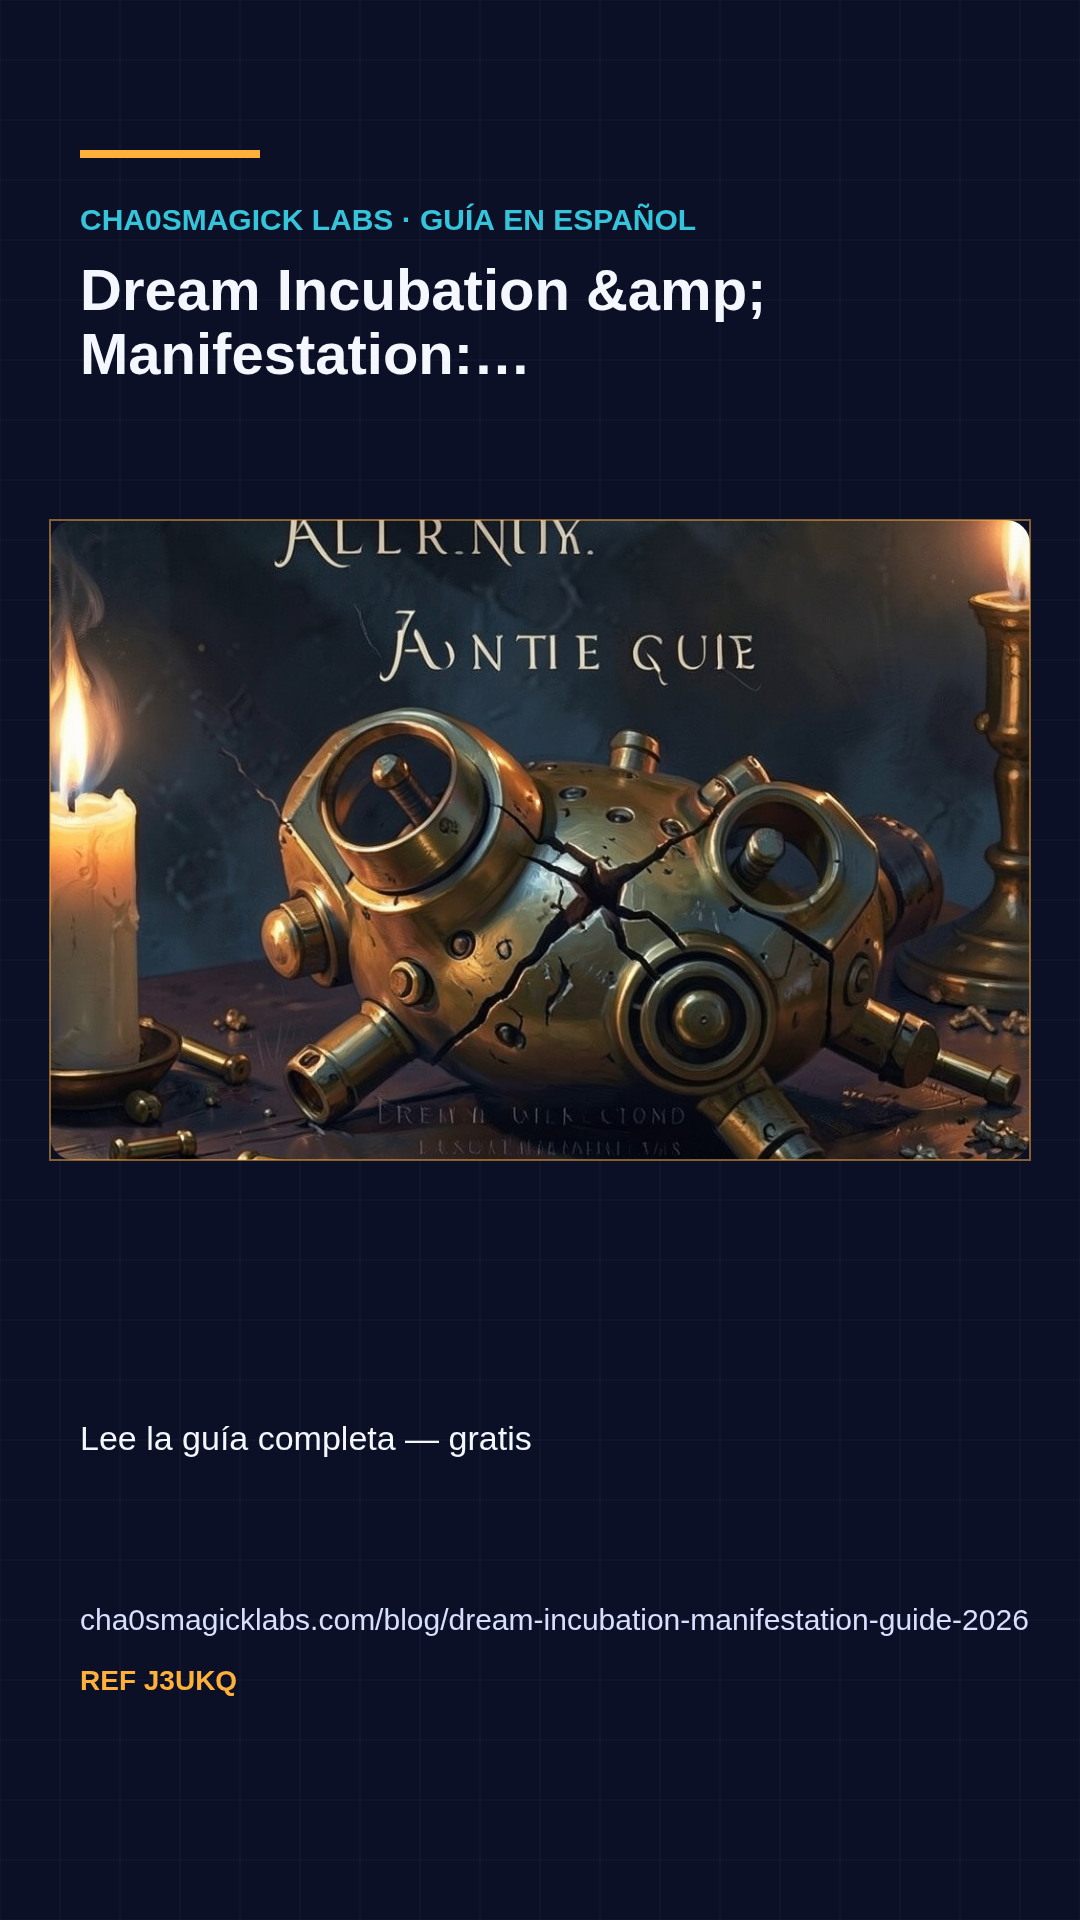 CHA0SMAGICK LABS · GUÍA EN ESPAÑOL
Dream Incubation &amp;
Manifestation:…
GUIE
Lee la guía completa — gratis
cha0smagicklabs.com/blog/dream-incubation-manifestation-guide-2026
REF J3UKQ